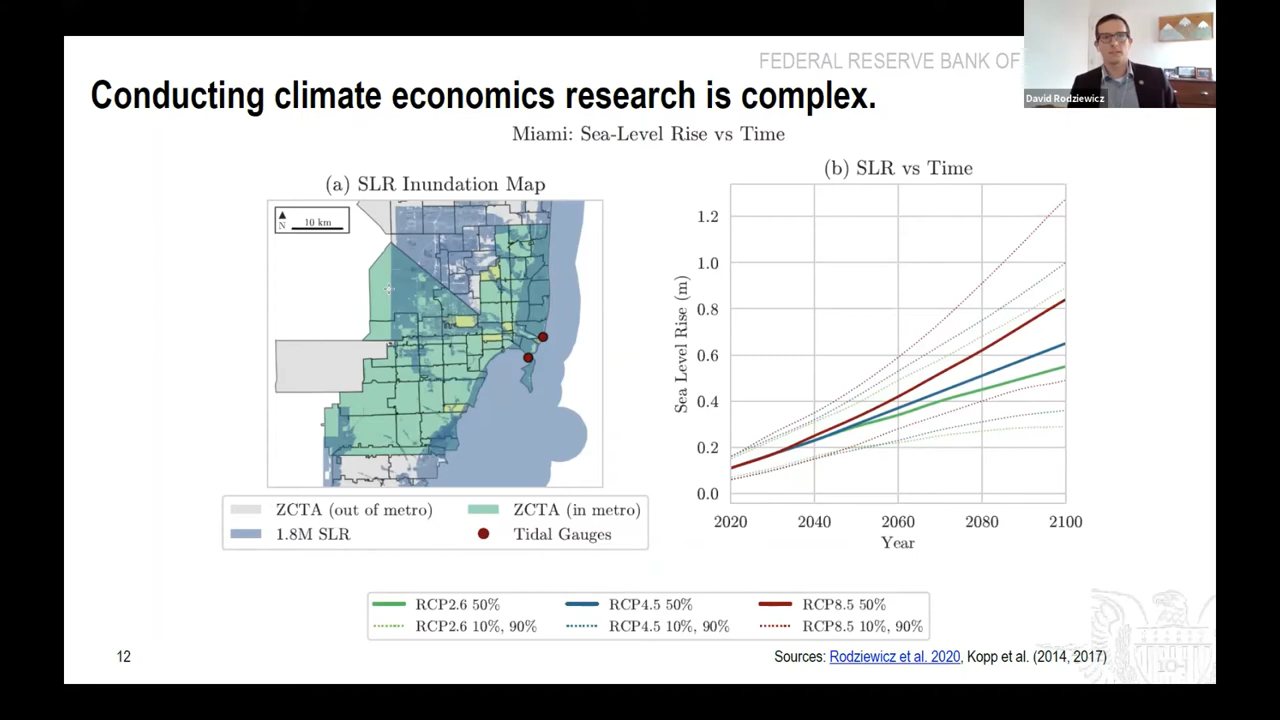 FEDERAL RESERVE BANK OF
David Rodziewicz
Conducting climate economics research is complex.
Miami: Sea-Level Rise vs Time
(a) SLR Inundation Map
N
10 km
ZCTA (out of metro)
ZCTA (in metro)
1.8M SLR
Tidal Gauges
(b) SLR vs Time
Sea Level Rise (m)
1.2
1.0
0.8
0.6
0.4
0.2
0.0
2020 2040 2060 2080 2100
Year
RCP2.6 50% RCP4.5 50% RCP8.5 50%
RCP2.6 10%, 90% RCP4.5 10%, 90% RCP8.5 10%, 90%
12
Sources: Rodziewicz et al. 2020, Kopp et al. (2014, 2017)
10-J